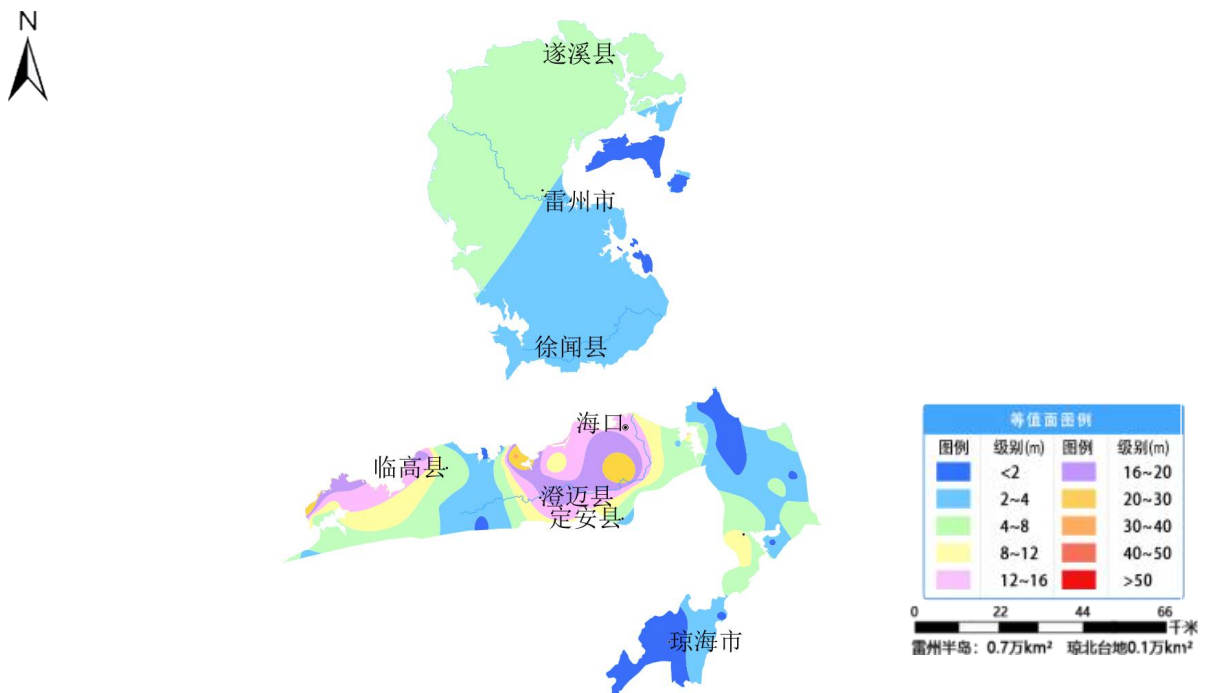 N
遂溪县
雷州市
徐闻县
海口
临高县
澄迈县
定安县
琼海市
等值面图例
图例 级别(m) 图例 级别(m)
<2 16~20
2~4 20~30
4~8 30~40
8~12 40~50
12~16 >50
0 22 44 66
千米
雷州半岛：0.7万km² 琼北台地0.1万km²